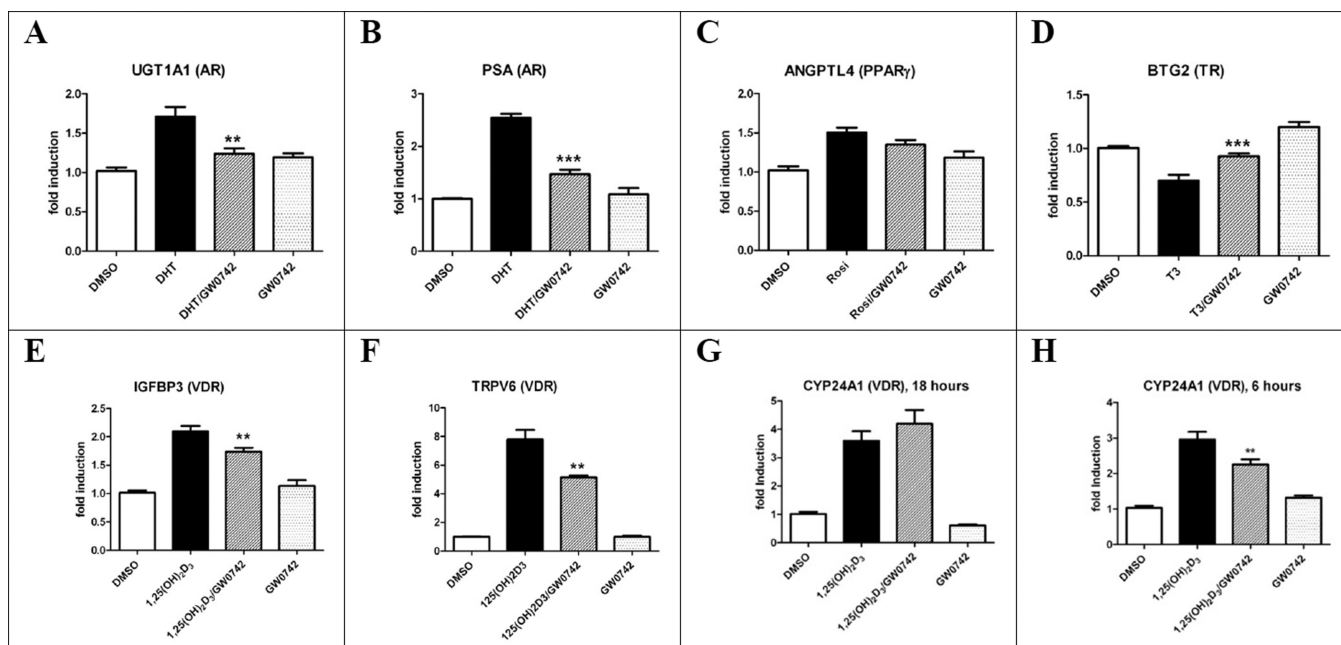 A
UGT1A1 (AR)
fold induction
2.0
1.5
1.0
0.5
0.0
DMSO
DHT
DHT/GW0742
GW0742
**
B
PSA (AR)
fold induction
3
2
1
0
DMSO
DHT
DHT/GW0742
GW0742
***
C
ANGPTL4 (PPARγ)
fold induction
2.0
1.5
1.0
0.5
0.0
DMSO
Rosi
Rosi/GW0742
GW0742
D
BTG2 (TR)
fold induction
1.5
1.0
0.5
0.0
DMSO
T3
T3/GW0742
GW0742
***
E
IGFBP3 (VDR)
fold induction
2.5
2.0
1.5
1.0
0.5
0.0
DMSO
1,25(OH)₂D₃
1,25(OH)₂D₃/GW0742
GW0742
**
F
TRPV6 (VDR)
fold induction
10
8
6
4
2
0
DMSO
125(OH)2D3
125(OH)2D3/GW0742
GW0742
**
G
CYP24A1 (VDR), 18 hours
fold Induction
5
4
3
2
1
0
DMSO
1,25(OH)₂D₃
1,25(OH)₂D₃/GW0742
GW0742
H
CYP24A1 (VDR), 6 hours
fold Induction
4
3
2
1
0
DMSO
1,25(OH)₂D₃
1,25(OH)₂D₃/GW0742
GW0742
**